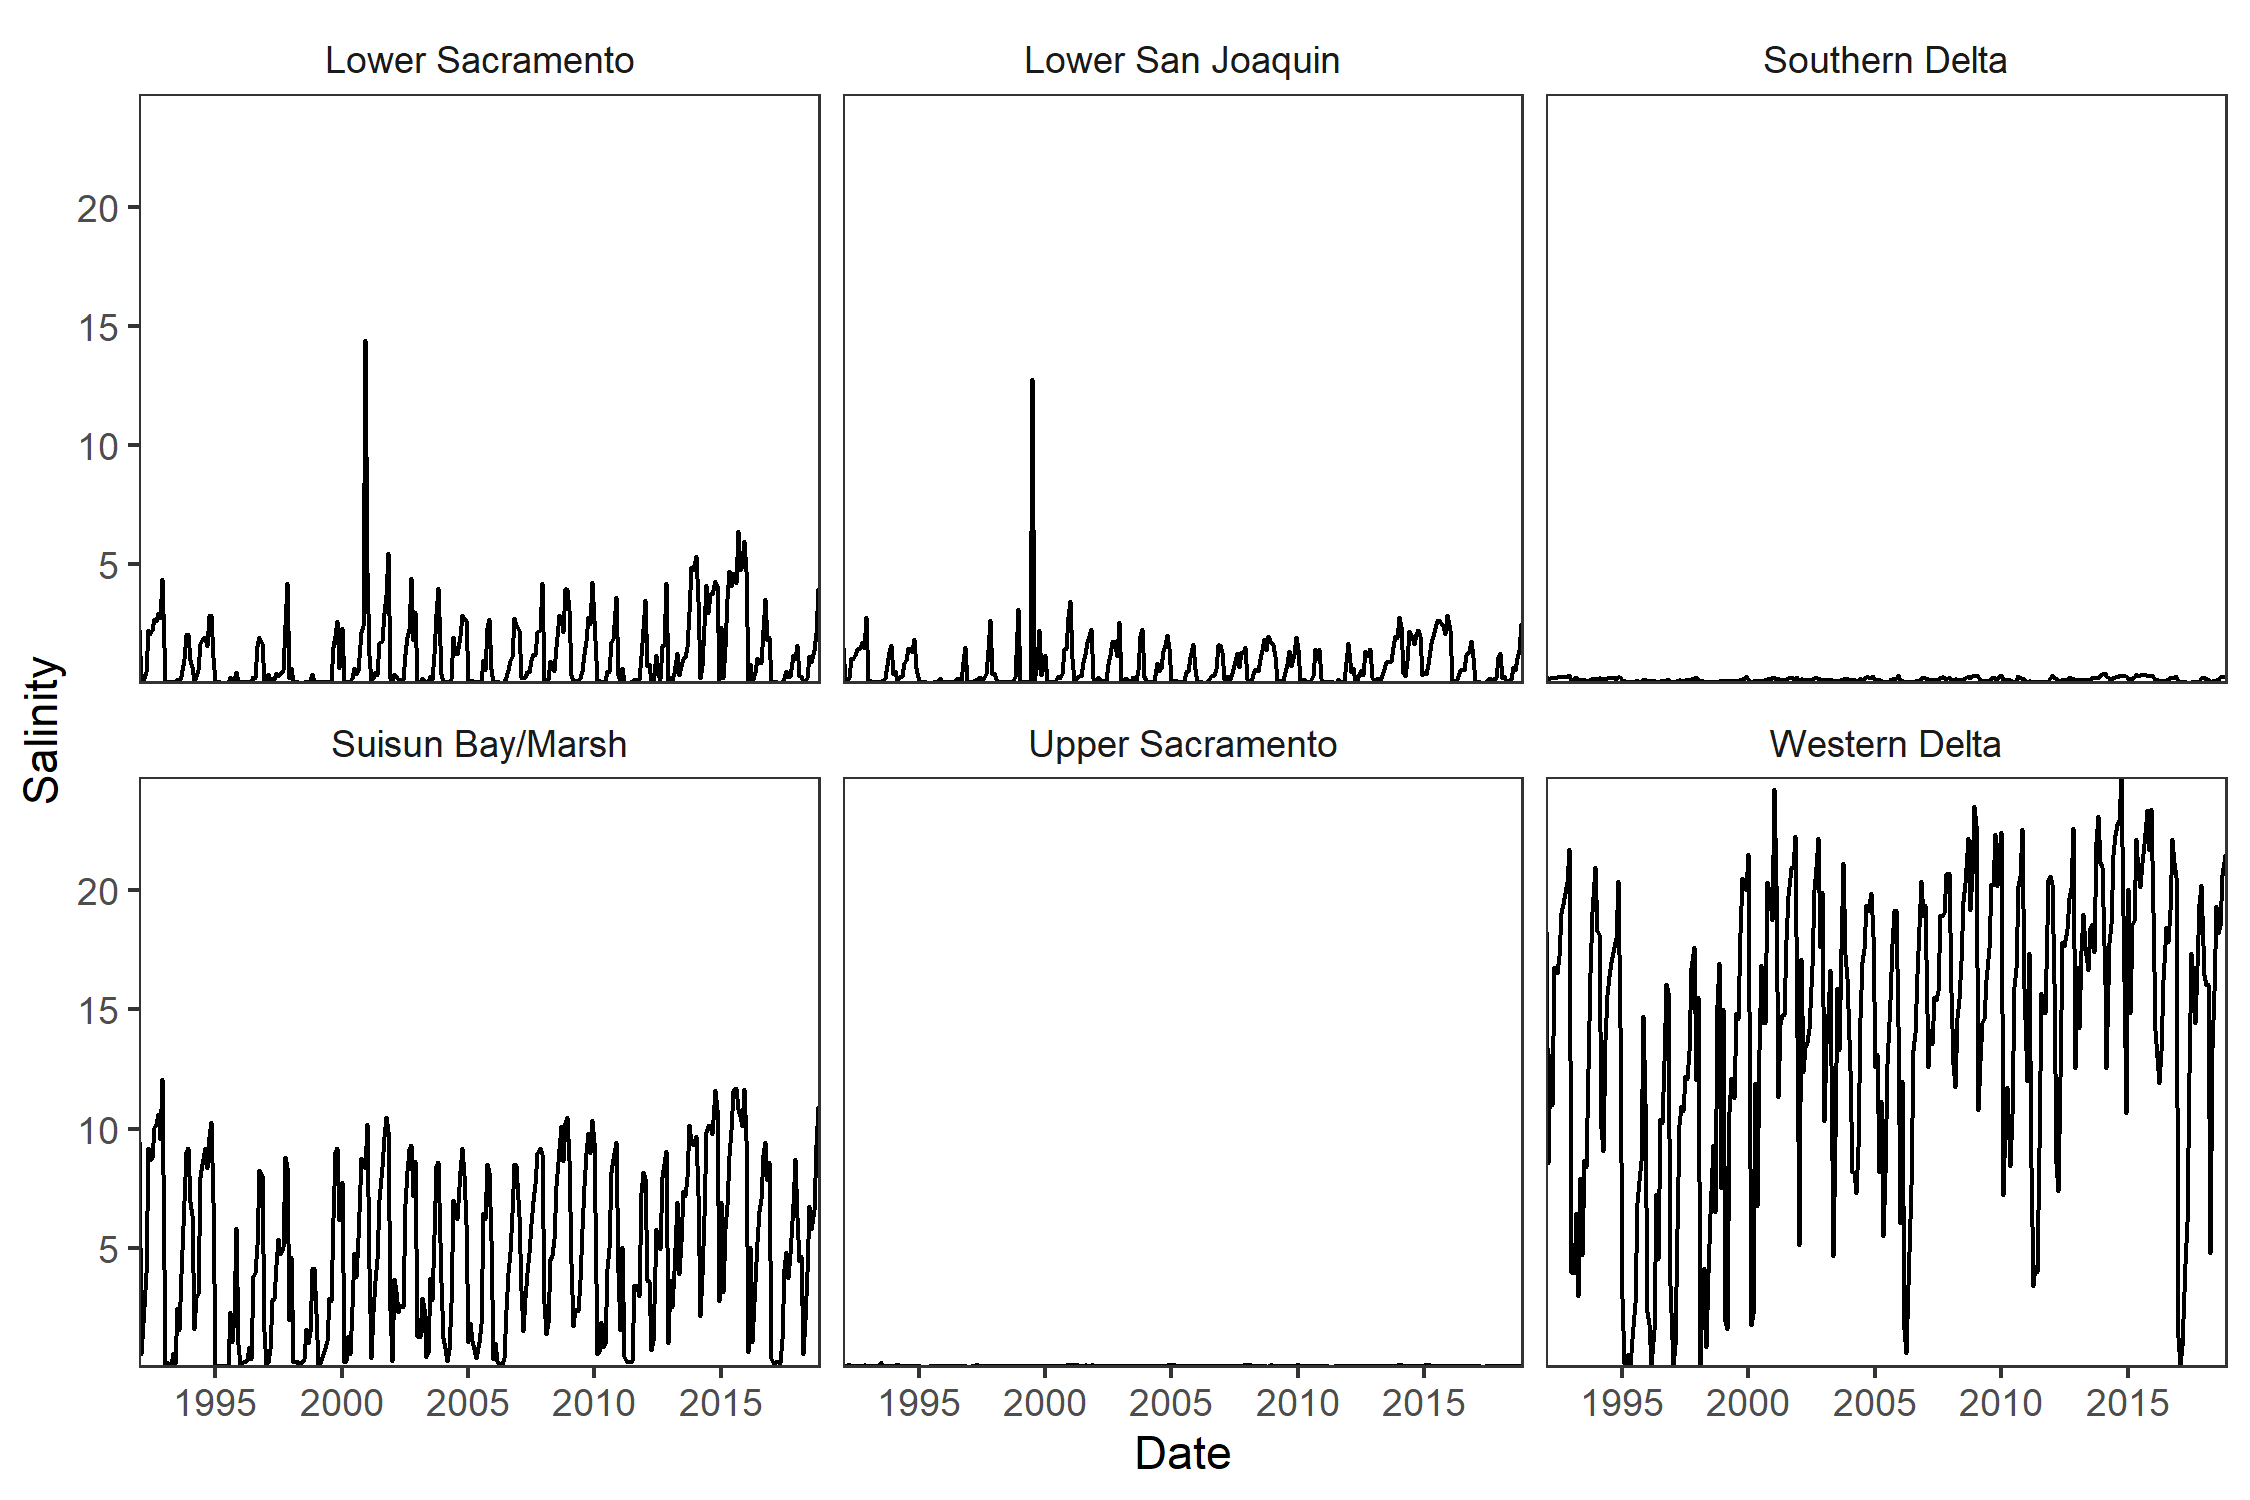 Lower Sacramento
Lower San Joaquin
Southern Delta
20
15
10
5
Salinity
Suisun Bay/Marsh
Upper Sacramento
Western Delta
20
15
10
5
1995 2000 2005 2010 2015
1995 2000 2005 2010 2015
1995 2000 2005 2010 2015
Date